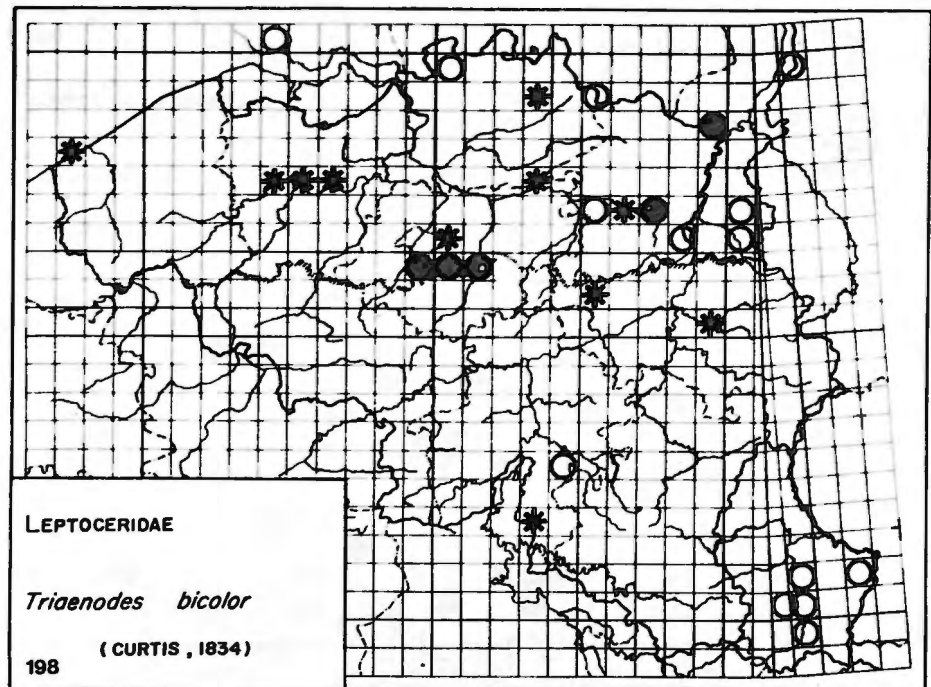 LEPTOCERIDAE
Triaenodes bicolor
(CURTIS, 1834)
198